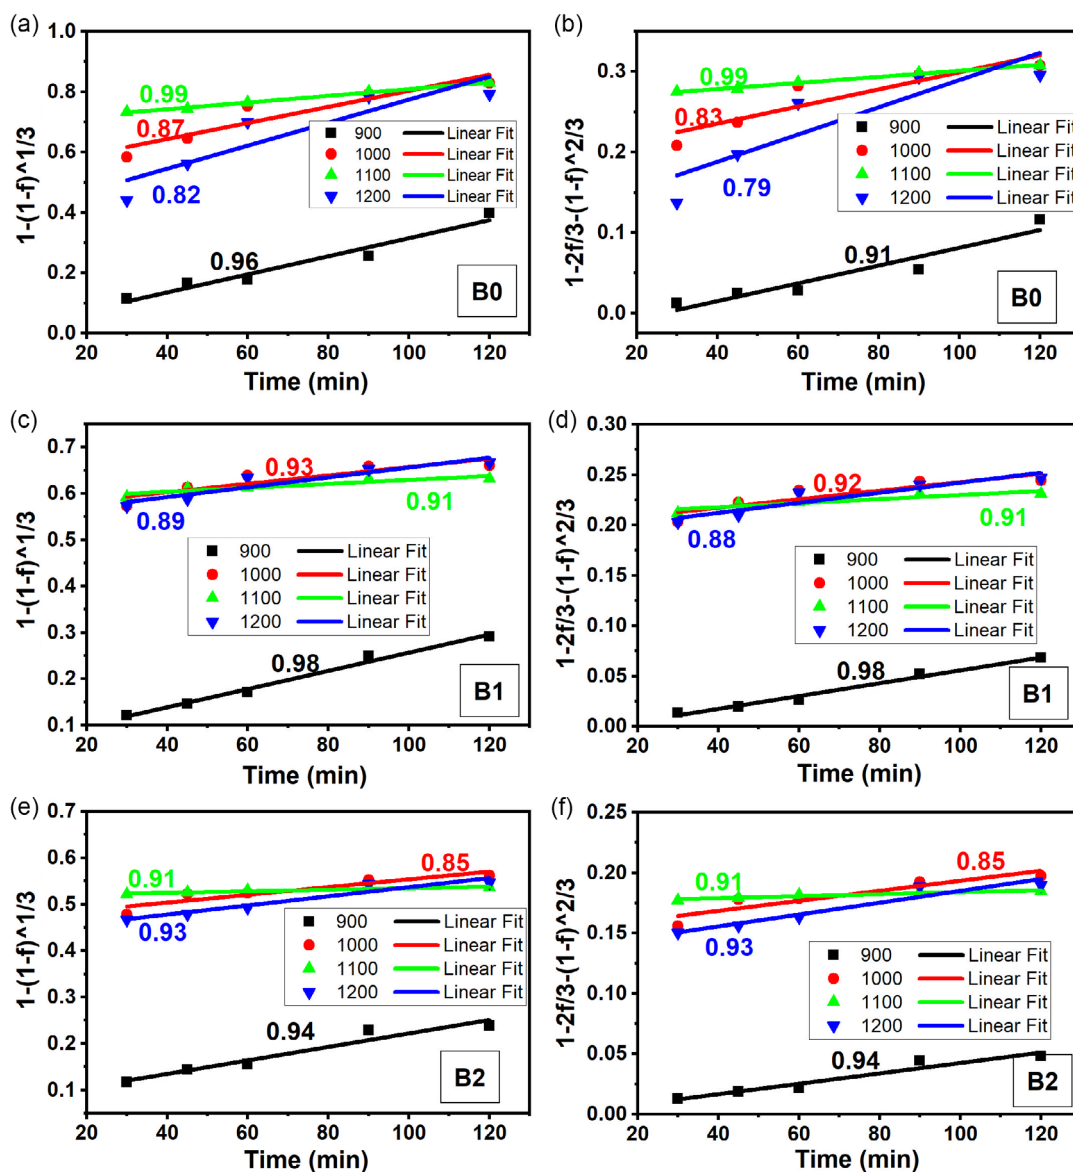 (a)
1-(1-f)^1/3
1.0
0.8
0.6
0.4
0.2
0.0
0.99
0.87
0.82
0.96
900 Linear Fit
1000 Linear Fit
1100 Linear Fit
1200 Linear Fit
B0
20 40 60 80 100 120
Time (min)
(b)
1-2f/3-(1-f)^2/3
0.3
0.2
0.1
0.0
0.99
0.83
0.79
0.91
900 Linear Fit
1000 Linear Fit
1100 Linear Fit
1200 Linear Fit
B0
20 40 60 80 100 120
Time (min)
(c)
1-(1-f)^1/3
0.7
0.6
0.5
0.4
0.3
0.2
0.1
0.93
0.91
0.89
0.98
900 Linear Fit
1000 Linear Fit
1100 Linear Fit
1200 Linear Fit
B1
20 40 60 80 100 120
Time (min)
(d)
1-2f/3-(1-f)^2/3
0.30
0.25
0.20
0.15
0.10
0.05
0.00
0.92
0.91
0.88
0.98
900 Linear Fit
1000 Linear Fit
1100 Linear Fit
1200 Linear Fit
B1
20 40 60 80 100 120
Time (min)
(e)
1-(1-f)^1/3
0.7
0.6
0.5
0.4
0.3
0.2
0.1
0.91
0.85
0.93
0.94
900 Linear Fit
1000 Linear Fit
1100 Linear Fit
1200 Linear Fit
B2
20 40 60 80 100 120
Time (min)
(f)
1-2f/3-(1-f)^2/3
0.25
0.20
0.15
0.10
0.05
0.00
0.91
0.85
0.93
0.94
900 Linear Fit
1000 Linear Fit
1100 Linear Fit
1200 Linear Fit
B2
20 40 60 80 100 120
Time (min)